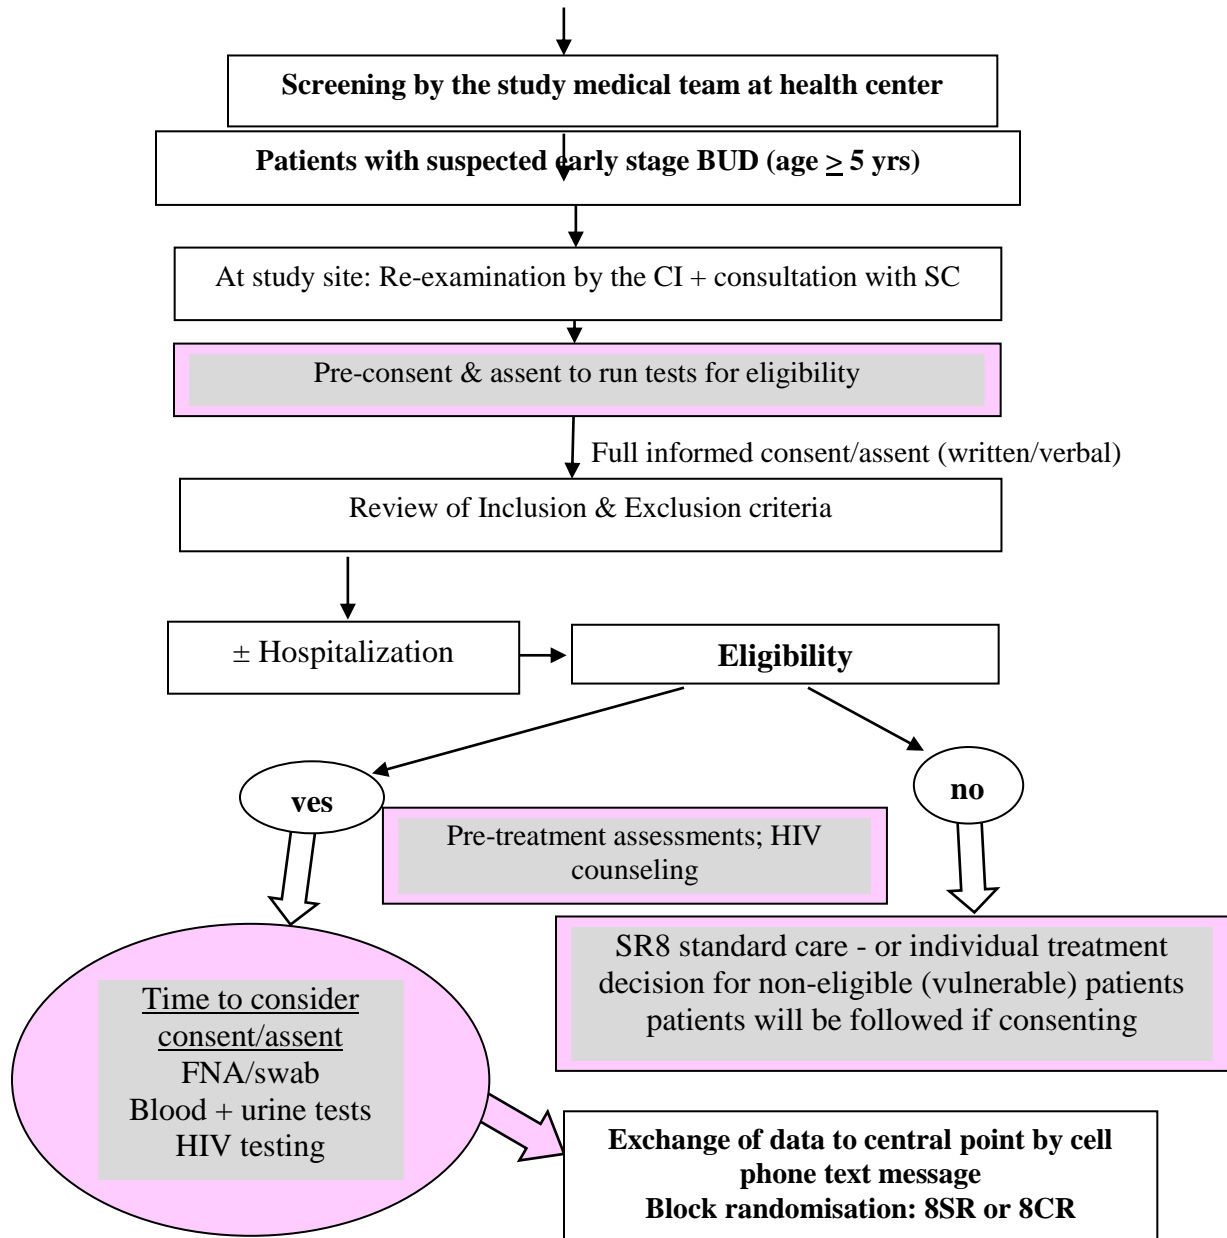 Screening by the study medical team at health center
Patients with suspected early stage BUD (age ≥ 5 yrs)
At study site: Re-examination by the CI + consultation with SC
Pre-consent & assent to run tests for eligibility
Full informed consent/assent (written/verbal)
Review of Inclusion & Exclusion criteria
± Hospitalization
Eligibility
yes
no
Pre-treatment assessments; HIV
counseling
SR8 standard care - or individual treatment
decision for non-eligible (vulnerable) patients
patients will be followed if consenting
Time to consider
consent/assent
FNA/swab
Blood + urine tests
HIV testing
Exchange of data to central point by cell
phone text message
Block randomisation: 8SR or 8CR